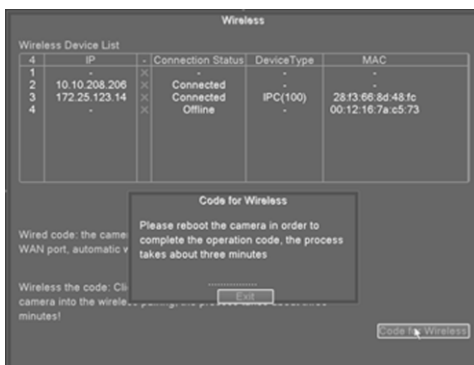 Wireless
Wireless Device List
4 IP - Connection Status DeviceType MAC
1 - × - - -
2 10.10.208.206 × Connected - -
3 172.25.123.14 × Connected IPC(100) 28:f3:66:8d:48:fc
4 - × Offline - 00:12:16:7a:c5:73
Code for Wireless
Please reboot the camera in order to
complete the operation code, the process
takes about three minutes
Exit
Wired code: the came
WAN port, automatic w
Wireless the code: Cli
camera into the wireless
minutes!
Code for Wireless